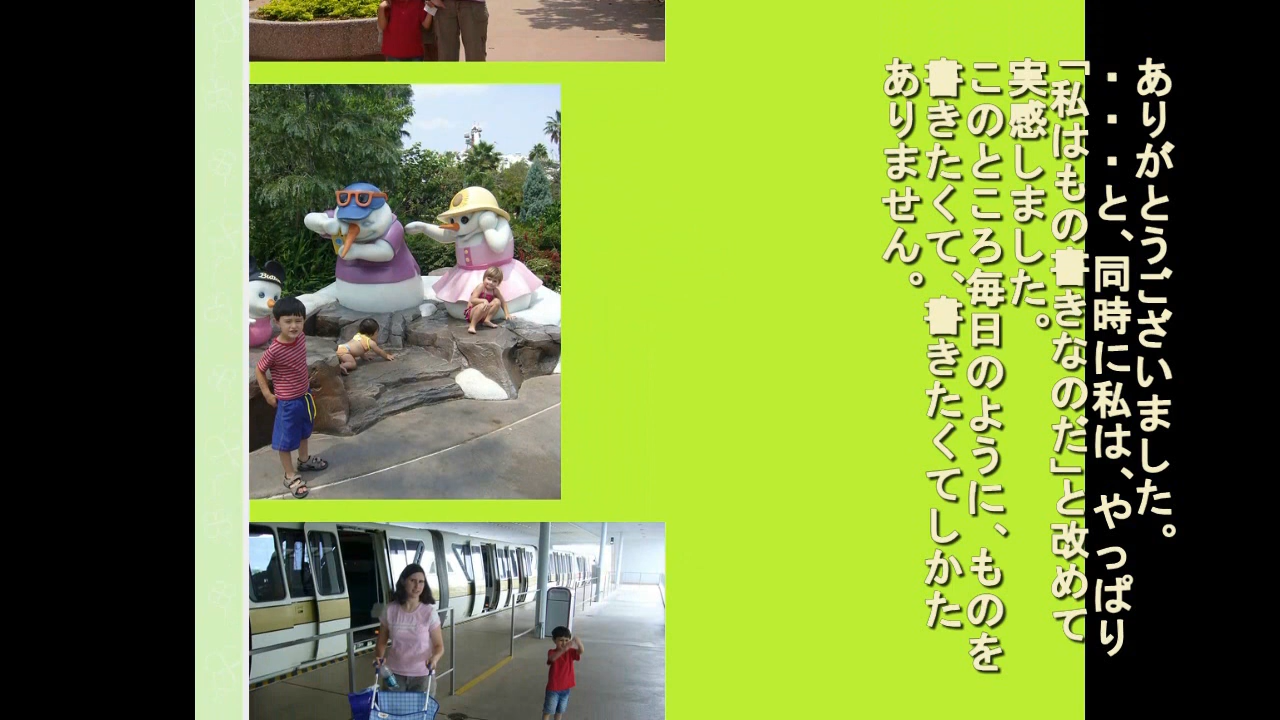 ありがとうございました。
・・・と、同時に私は、やっぱり
「私はもの書きなのだ」と改めて
実感しました。
このところ毎日のように、ものを
書きたくて、書きたくてしかた
ありません。